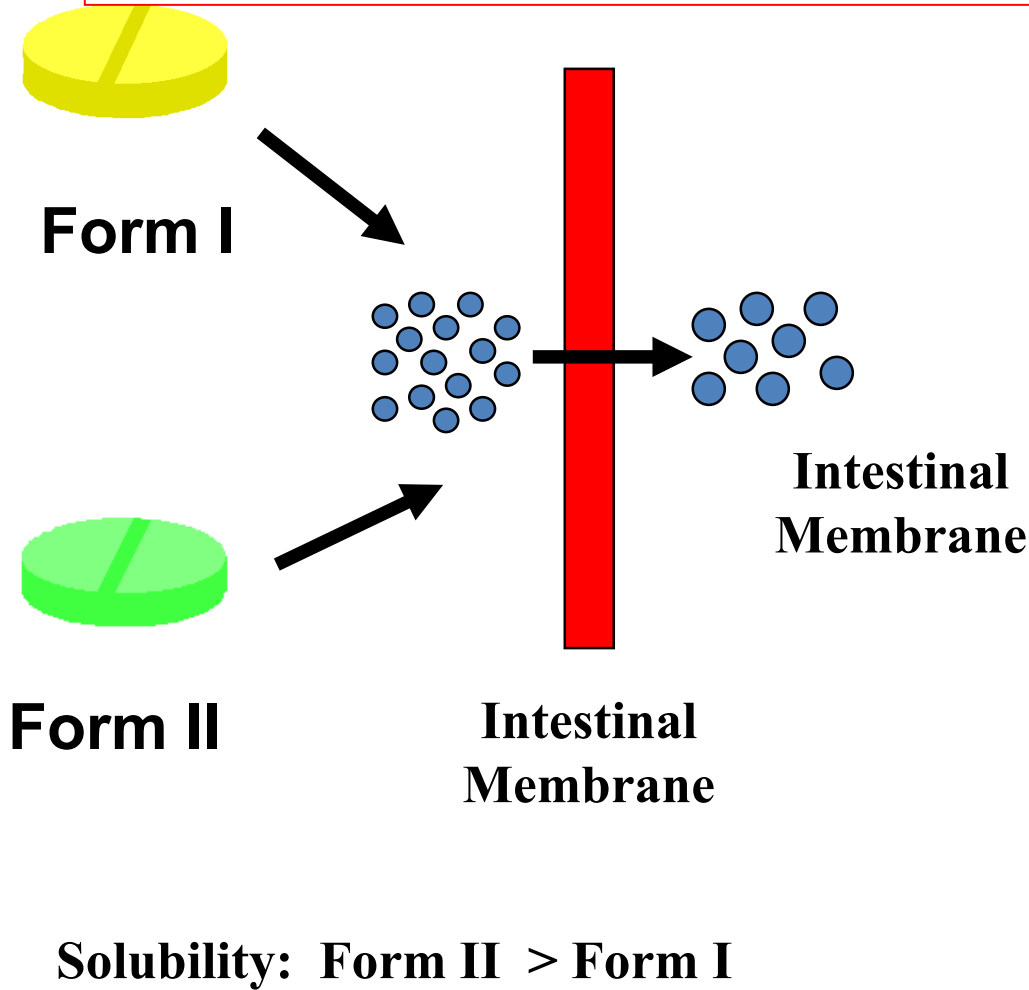 Form I
Intestinal
Membrane
Form II
Intestinal
Membrane
Solubility: Form II > Form I